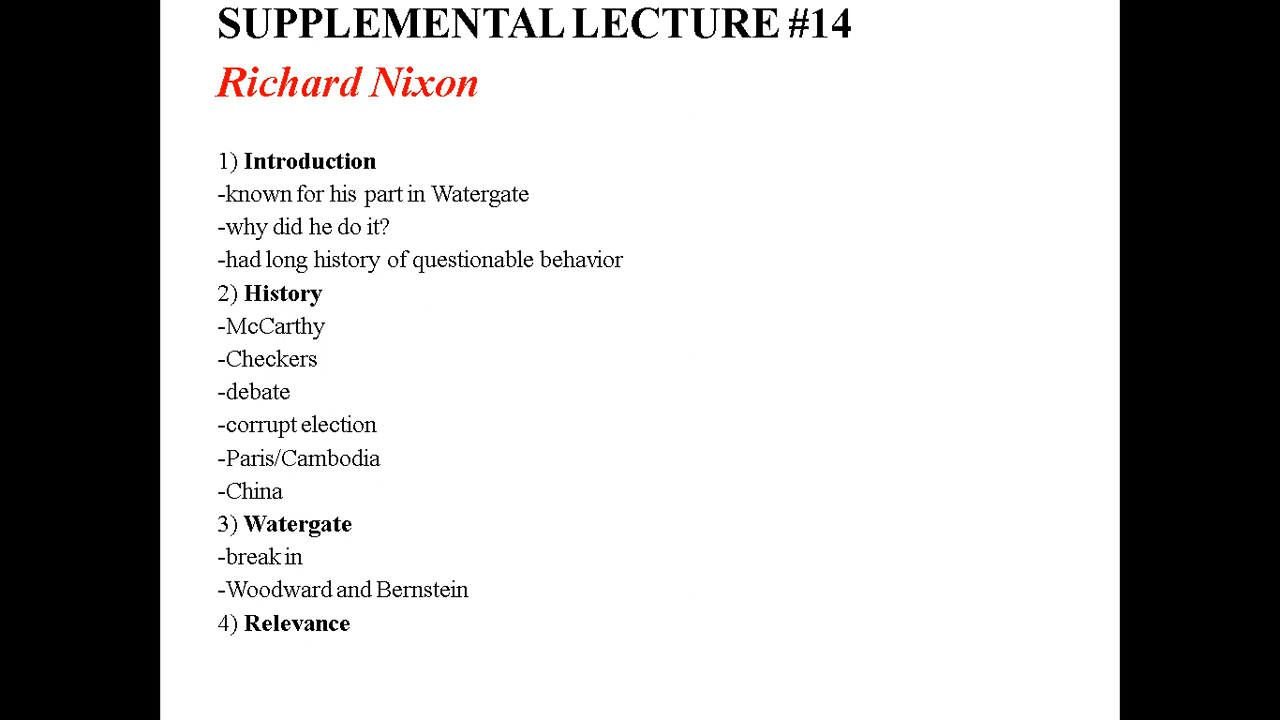 SUPPLEMENTAL LECTURE #14
Richard Nixon
1) Introduction
-known for his part in Watergate
-why did he do it?
-had long history of questionable behavior
2) History
-McCarthy
-Checkers
-debate
-corrupt election
-Paris/Cambodia
-China
3) Watergate
-break in
-Woodward and Bernstein
4) Relevance